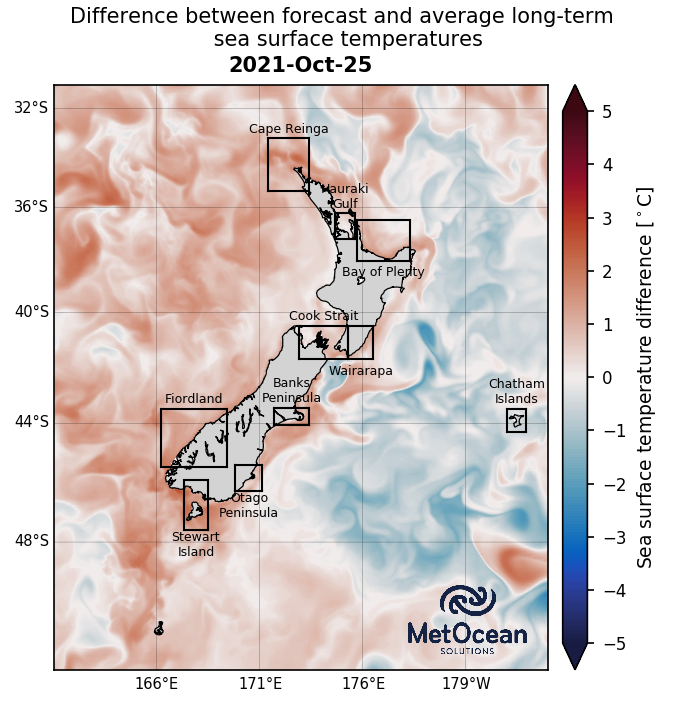 Difference between forecast and average long-term
sea surface temperatures
2021-Oct-25
32°S
36°S
40°S
44°S
48°S
Cape Reinga
Hauraki
Gulf
Bay of Plenty
Cook Strait
Wairarapa
Banks
Peninsula
Fiordland
Chatham
Islands
Otago
Peninsula
Stewart
Island
MetOcean
SOLUTIONS
166°E
171°E
176°E
179°W
5
4
3
2
1
0
−1
−2
−3
−4
−5
Sea surface temperature difference [°C]